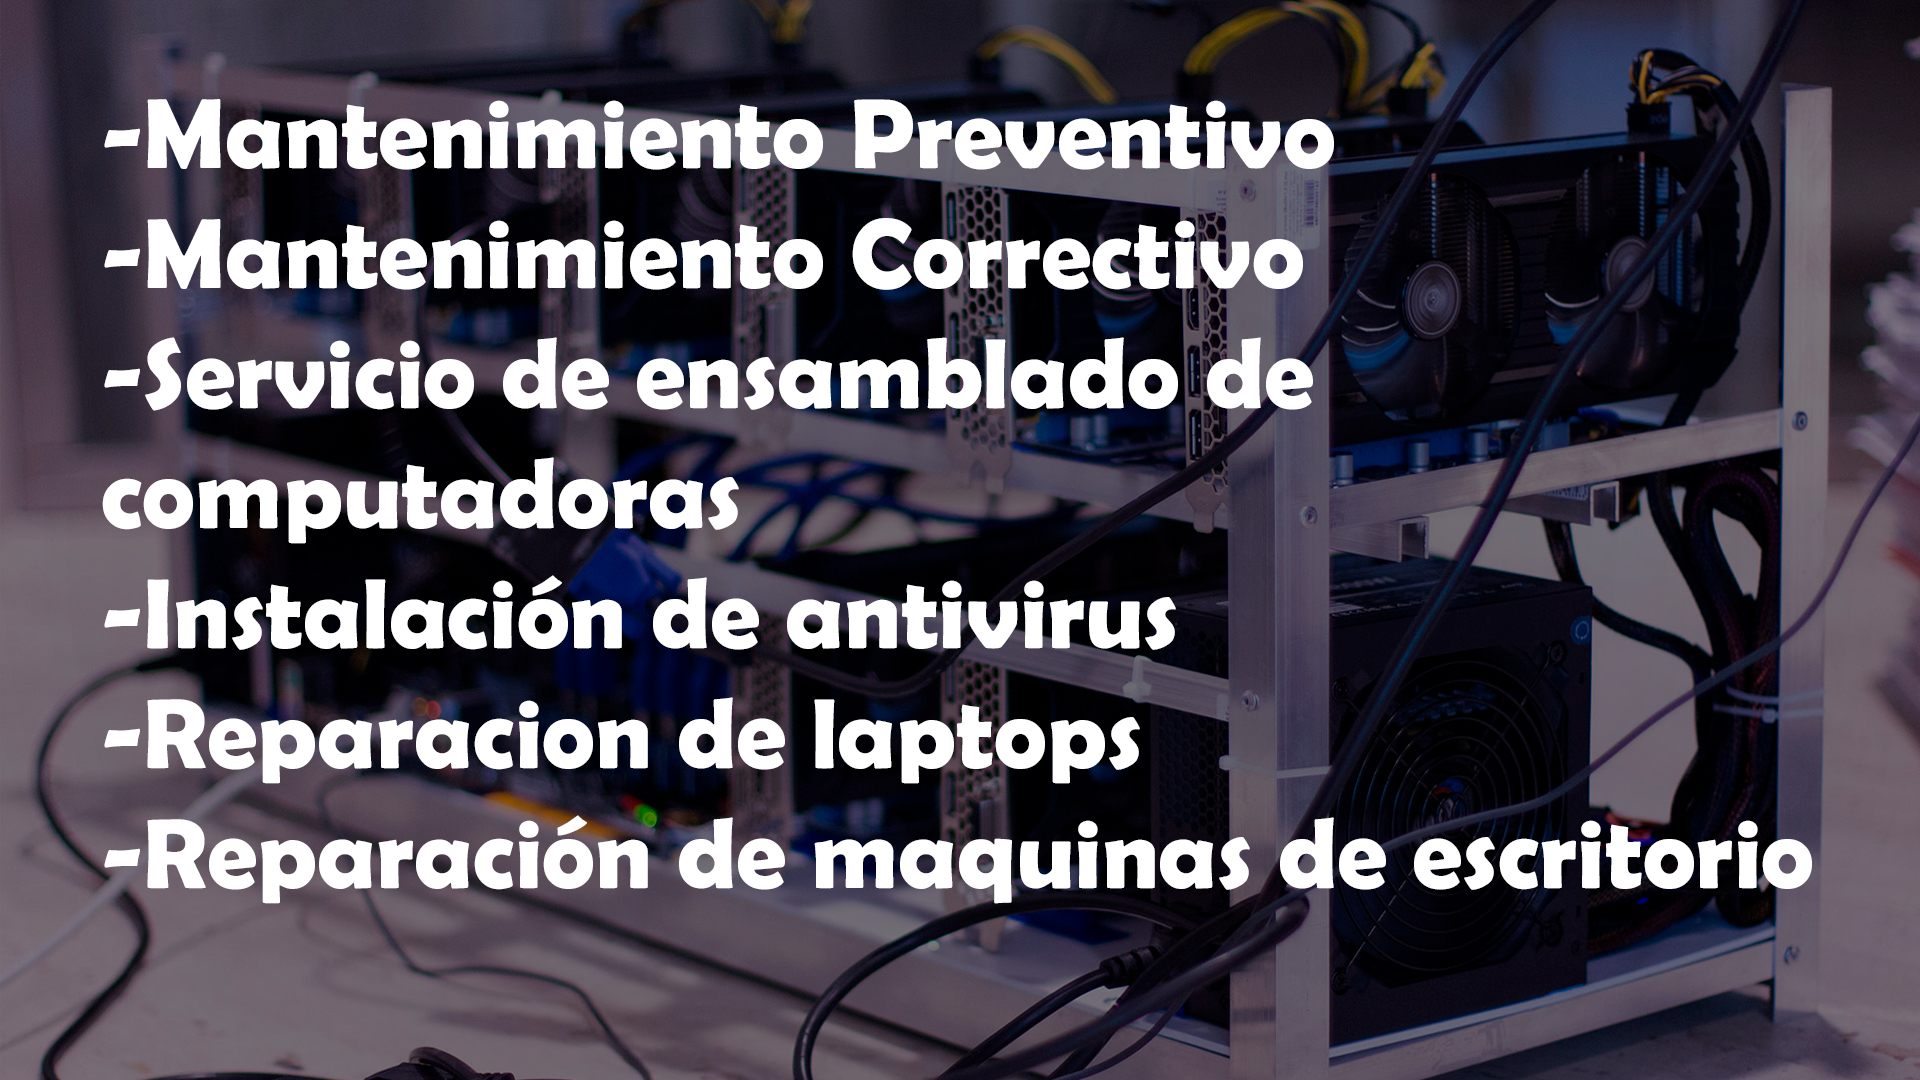 -Mantenimiento Preventivo
-Mantenimiento Correctivo
-Servicio de ensamblado de
computadoras
-Instalación de antivirus
-Reparacion de laptops
-Reparación de maquinas de escritorio